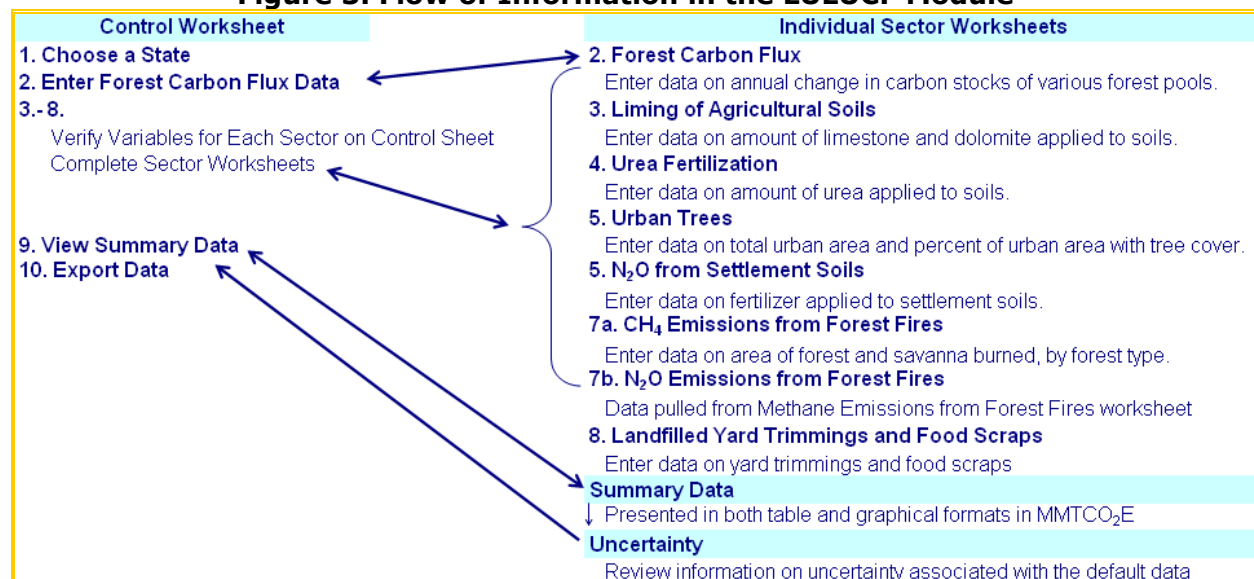 Figure Flow of Information in the LULUCF Module
Control Worksheet
1. Choose a State
2. Enter Forest Carbon Flux Data
3.- 8.
Verify Variables for Each Sector on Control Sheet
Complete Sector Worksheets
9. View Summary Data
10. Export Data
Individual Sector Worksheets
2. Forest Carbon Flux
Enter data on annual change in carbon stocks of various forest pools.
3. Liming of Agricultural Soils
Enter data on amount of limestone and dolomite applied to soils.
4. Urea Fertilization
Enter data on amount of urea applied to soils.
5. Urban Trees
Enter data on total urban area and percent of urban area with tree cover.
5. N₂O from Settlement Soils
Enter data on fertilizer applied to settlement soils.
7a. CH₄ Emissions from Forest Fires
Enter data on area of forest and savanna burned, by forest type.
7b. N₂O Emissions from Forest Fires
Data pulled from Methane Emissions from Forest Fires worksheet
8. Landfilled Yard Trimmings and Food Scraps
Enter data on yard trimmings and food scraps
Summary Data
↓ Presented in both table and graphical formats in MMTCO₂E
Uncertainty
Review information on uncertainty associated with the default data